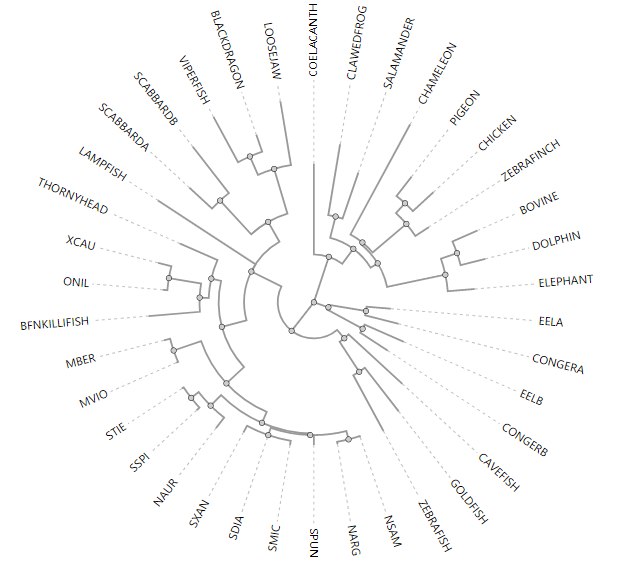 COELACANTH
CLAWEDFROG
SALAMANDER
CHAMELEON
PIGEON
CHICKEN
ZEBRAFINCH
BOVINE
DOLPHIN
ELEPHANT
EELA
CONGERA
EELB
CONGERB
CAVEFISH
GOLDFISH
ZEBRAFISH
NSAM
NARG
SPUN
SMIC
SDIA
SXAN
NAUR
SSPI
STIE
MVIO
MBER
BFNKILLIFISH
ONIL
XCAU
THORNYHEAD
LAMPFISH
SCABBARDA
SCABBARDB
VIPERFISH
BLACKDRAGON
LOOSEJAW